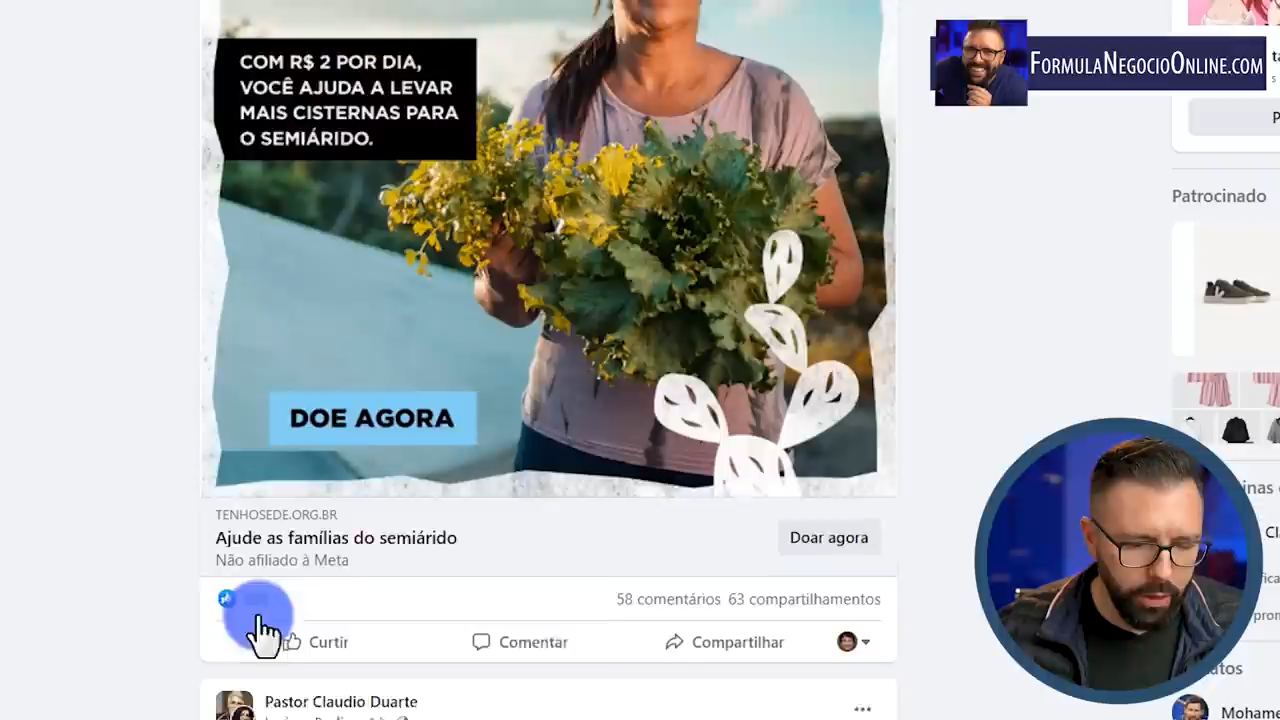 COM R$ 2 POR DIA,
VOCÊ AJUDA A LEVAR
MAIS CISTERNAS PARA
O SEMIÁRIDO.
DOE AGORA
FORMULANEGOCIOONLINE.COM
Patrocinado
TENHOSEDE.ORG.BR
Ajude as famílias do semiárido
Não afiliado à Meta
Doar agora
58 comentários 63 compartilhamentos
Curtir
Comentar
Compartilhar
Pastor Claudio Duarte
Mohame